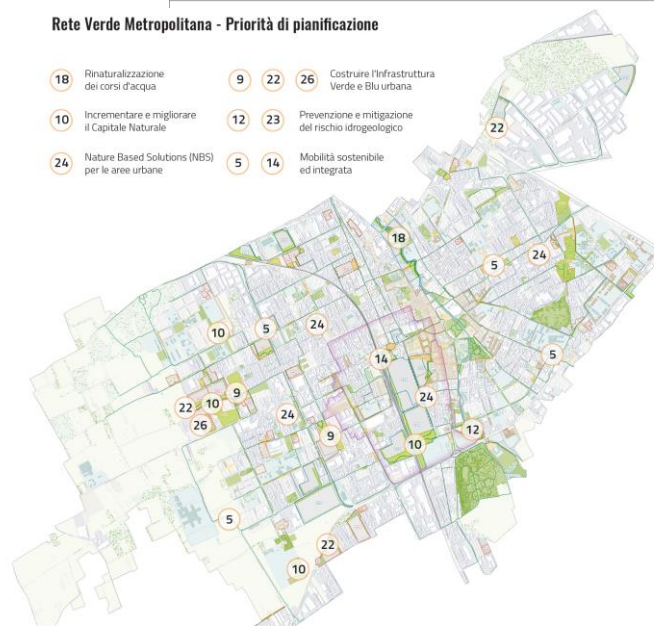 Rete Verde Metropolitana - Priorità di pianificazione
18 Rinaturalizzazione
dei corsi d'acqua
9 22 26 Costruire l'Infrastruttura
Verde e Blu urbana
10 Incrementare e migliorare
il Capitale Naturale
12 23 Prevenzione e mitigazione
del rischio idrogeologico
24 Nature Based Solutions (NBS)
per le aree urbane
5 14 Mobilità sostenibile
ed integrata
22
18
5
24
10
5
24
14
5
22
10
9
24
24
26
9
10
12
5
22
10